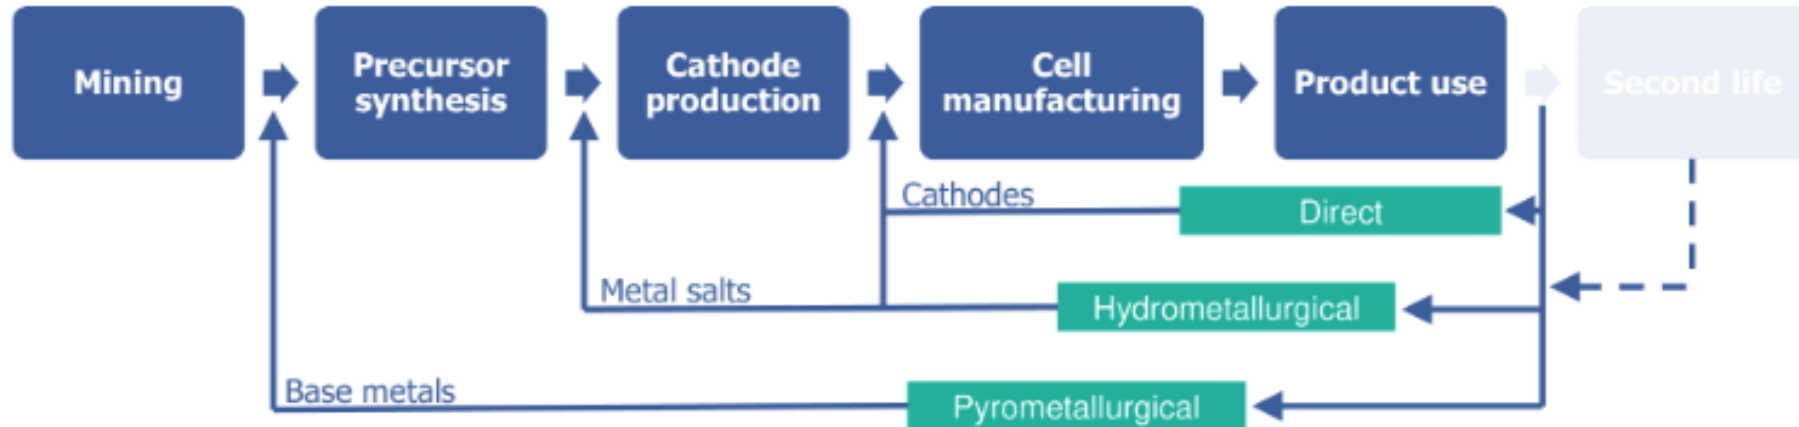 Mining
Precursor
synthesis
Cathode
production
Cell
manufacturing
Product use
Second life
Cathodes
Direct
Metal salts
Hydrometallurgical
Base metals
Pyrometallurgical